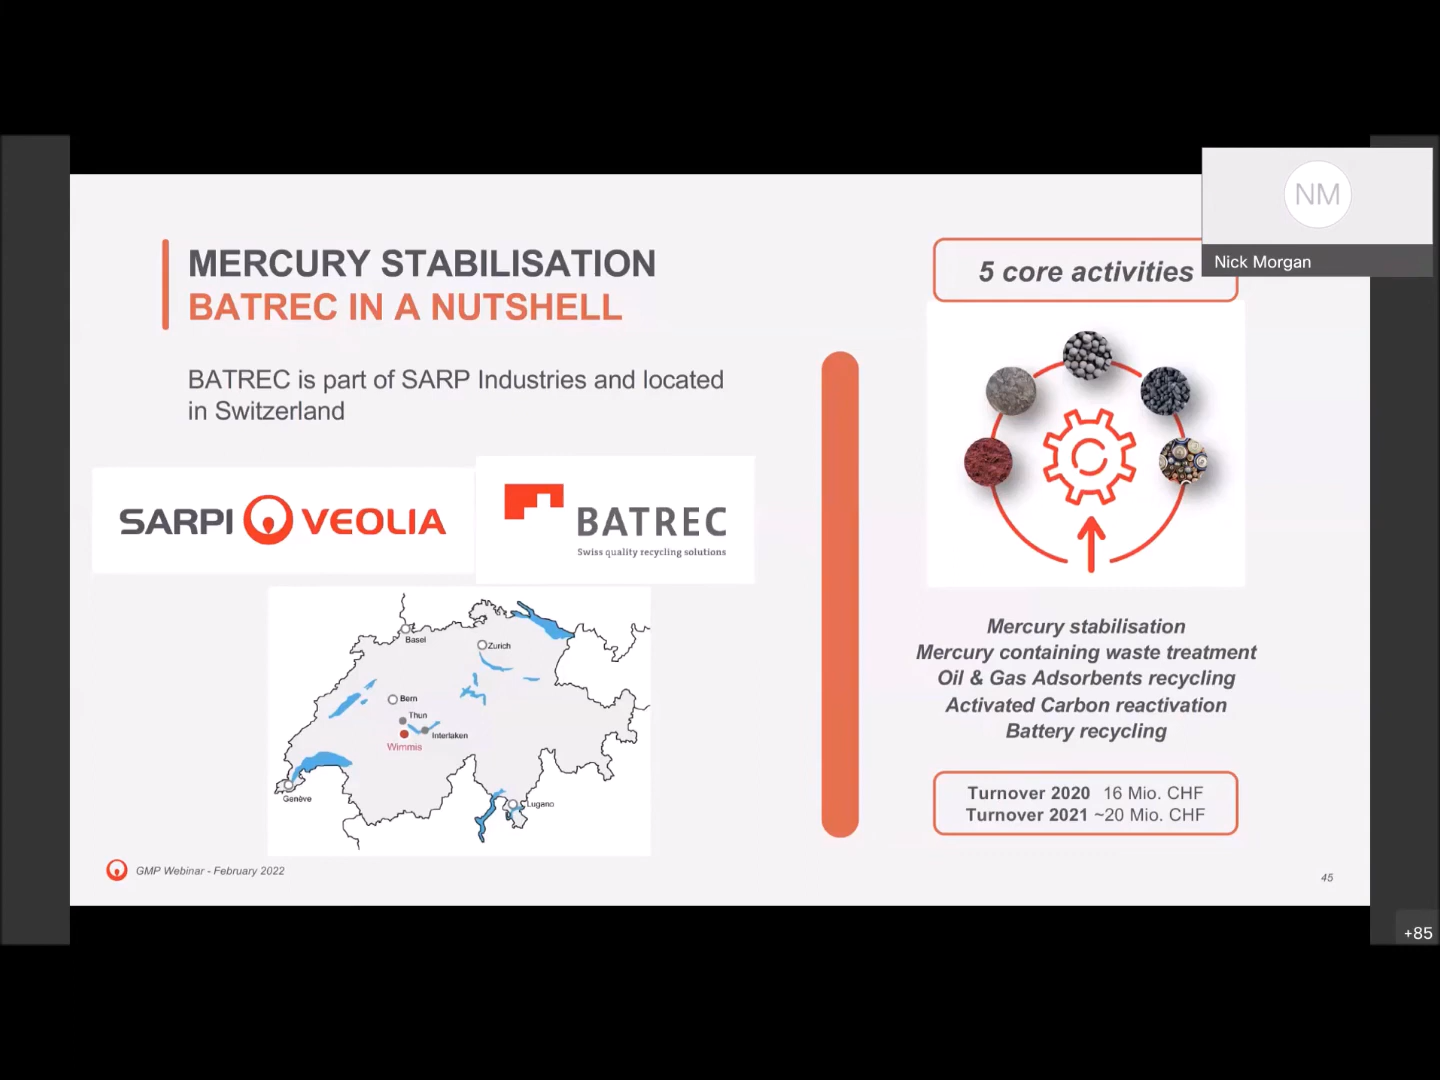 NM
Nick Morgan
MERCURY STABILISATION
BATREC IN A NUTSHELL
BATREC is part of SARP Industries and located
in Switzerland
SARPI VEOLIA
BATREC
Swiss quality recycling solutions
Basel
Zurich
Bern
Thun
Interlaken
Wimmis
Genève
Lugano
5 core activities
Mercury stabilisation
Mercury containing waste treatment
Oil & Gas Adsorbents recycling
Activated Carbon reactivation
Battery recycling
Turnover 2020 16 Mio. CHF
Turnover 2021 ~20 Mio. CHF
GMP Webinar - February 2022
45
+85